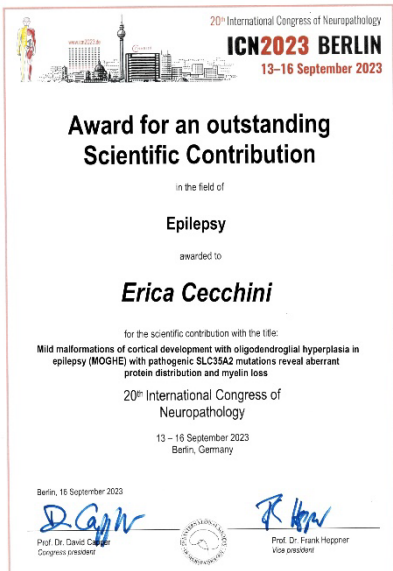 20th International Congress of Neuropathology
www.icn2023.de
ICN2023 BERLIN
13–16 September 2023
Award for an outstanding
Scientific Contribution
in the field of
Epilepsy
awarded to
Erica Cecchini
for the scientific contribution with the title:
Mild malformations of cortical development with oligodendroglial hyperplasia in
epilepsy (MOGHE) with pathogenic SLC35A2 mutations reveal aberrant
protein distribution and myelin loss
20th International Congress of
Neuropathology
13 – 16 September 2023
Berlin, Germany
Berlin, 16 September 2023
Prof. Dr. David Capper
Congress president
Prof. Dr. Frank Heppner
Vice president